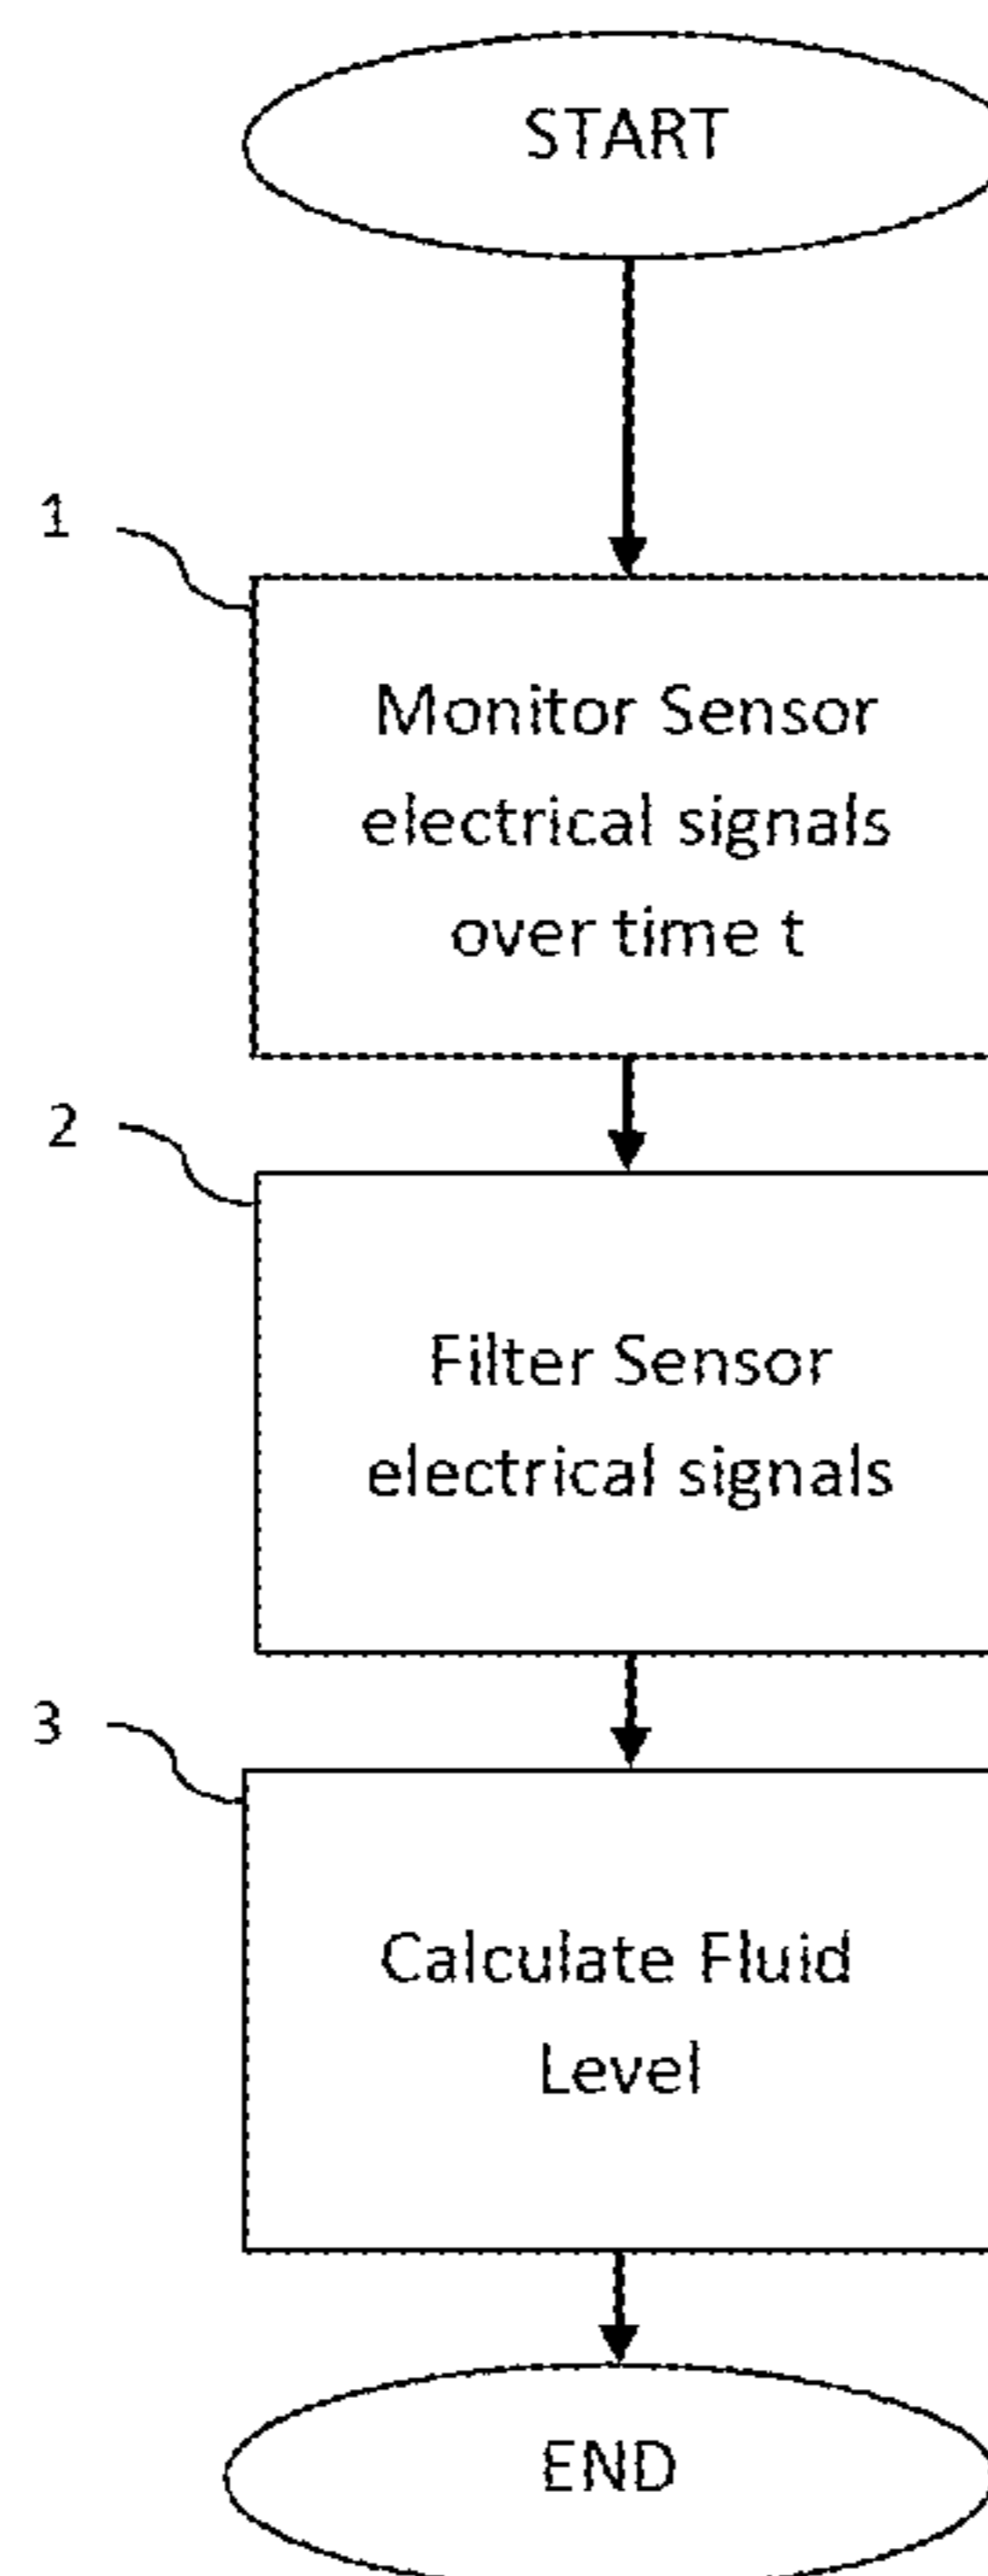 START
1
Monitor Sensor
electrical signals
over time t
2
Filter Sensor
electrical signals
3
Calculate Fluid
Level
END